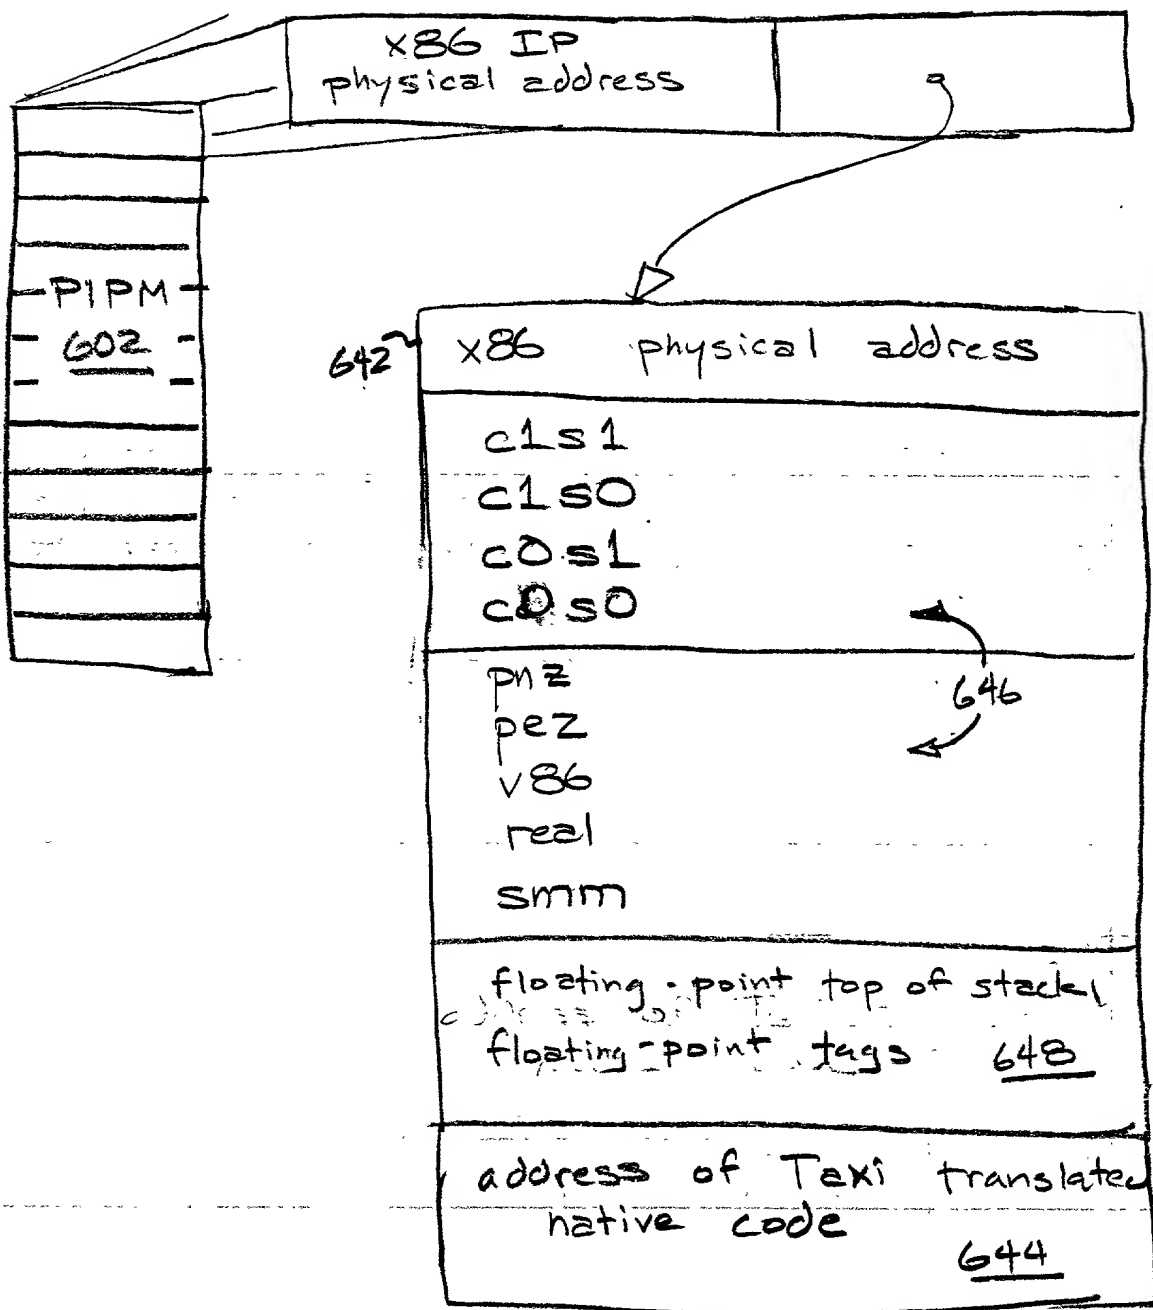 x86 IP
physical address
PIPM
602
642
x86 physical address
c1s1
c1s0
c0s1
c0s0
646
pnz
pez
v86
real
smm
floating-point top of stack,
floating-point tags 648
address of Taxi translated
native code
644